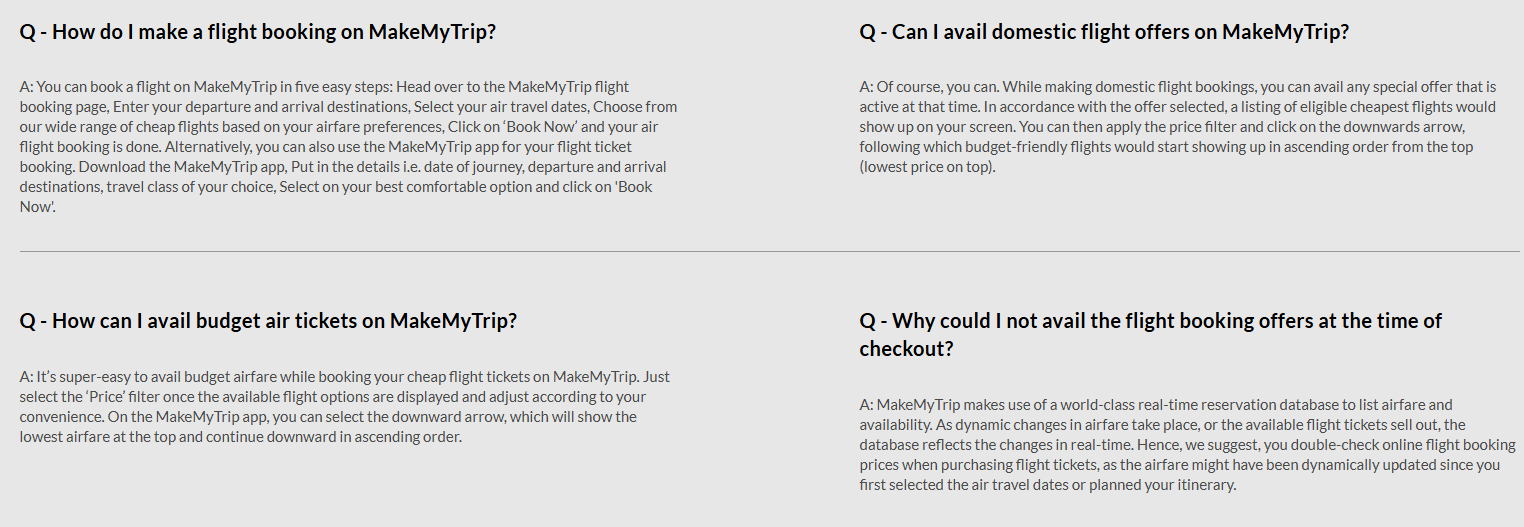 Q - How do I make a flight booking on MakeMyTrip?
A: You can book a flight on MakeMyTrip in five easy steps: Head over to the MakeMyTrip flight
booking page, Enter your departure and arrival destinations, Select your air travel dates, Choose from
our wide range of cheap flights based on your airfare preferences, Click on ‘Book Now’ and your air
flight booking is done. Alternatively, you can also use the MakeMyTrip app for your flight ticket
booking. Download the MakeMyTrip app, Put in the details i.e. date of journey, departure and arrival
destinations, travel class of your choice, Select on your best comfortable option and click on 'Book
Now'.
Q - Can I avail domestic flight offers on MakeMyTrip?
A: Of course, you can. While making domestic flight bookings, you can avail any special offer that is
active at that time. In accordance with the offer selected, a listing of eligible cheapest flights would
show up on your screen. You can then apply the price filter and click on the downwards arrow,
following which budget-friendly flights would start showing up in ascending order from the top
(lowest price on top).
Q - How can I avail budget air tickets on MakeMyTrip?
A: It’s super-easy to avail budget airfare while booking your cheap flight tickets on MakeMyTrip. Just
select the ‘Price’ filter once the available flight options are displayed and adjust according to your
convenience. On the MakeMyTrip app, you can select the downward arrow, which will show the
lowest airfare at the top and continue downward in ascending order.
Q - Why could I not avail the flight booking offers at the time of
checkout?
A: MakeMyTrip makes use of a world-class real-time reservation database to list airfare and
availability. As dynamic changes in airfare take place, or the available flight tickets sell out, the
database reflects the changes in real-time. Hence, we suggest, you double-check online flight booking
prices when purchasing flight tickets, as the airfare might have been dynamically updated since you
first selected the air travel dates or planned your itinerary.